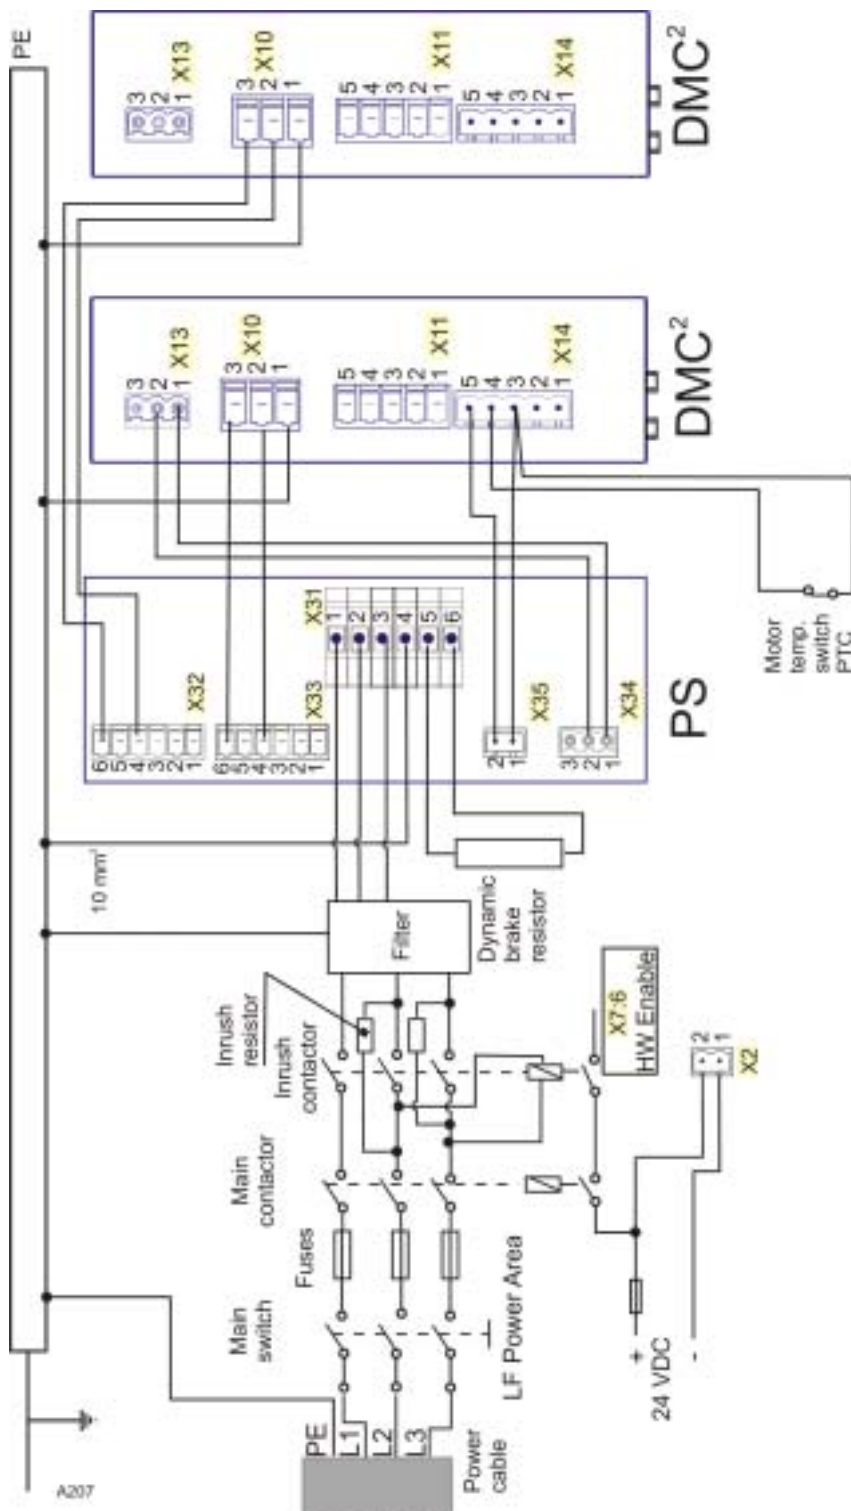 PE
X13
3
2
1
X10
3
2
1
X11
5
4
3
2
1
X14
5
4
3
2
1
DMC²
X13
3
2
1
X10
3
2
1
X11
5
4
3
2
1
X14
5
4
3
2
1
DMC²
X32
6
5
4
3
2
1
X33
6
5
4
3
2
1
X31
1
2
3
4
5
6
X35
2
1
X34
3
2
1
PS
Motor
temp.
switch
PTC
10 mm²
Filter
Dynamic
brake
resistor
Inrush
resistor
Inrush
contactor
X7:6
HW Enable
2
1
X2
Main
contactor
Fuses
Main
switch
LF Power Area
+
24 VDC
-
PE
L1
L2
L3
Power
cable
A207